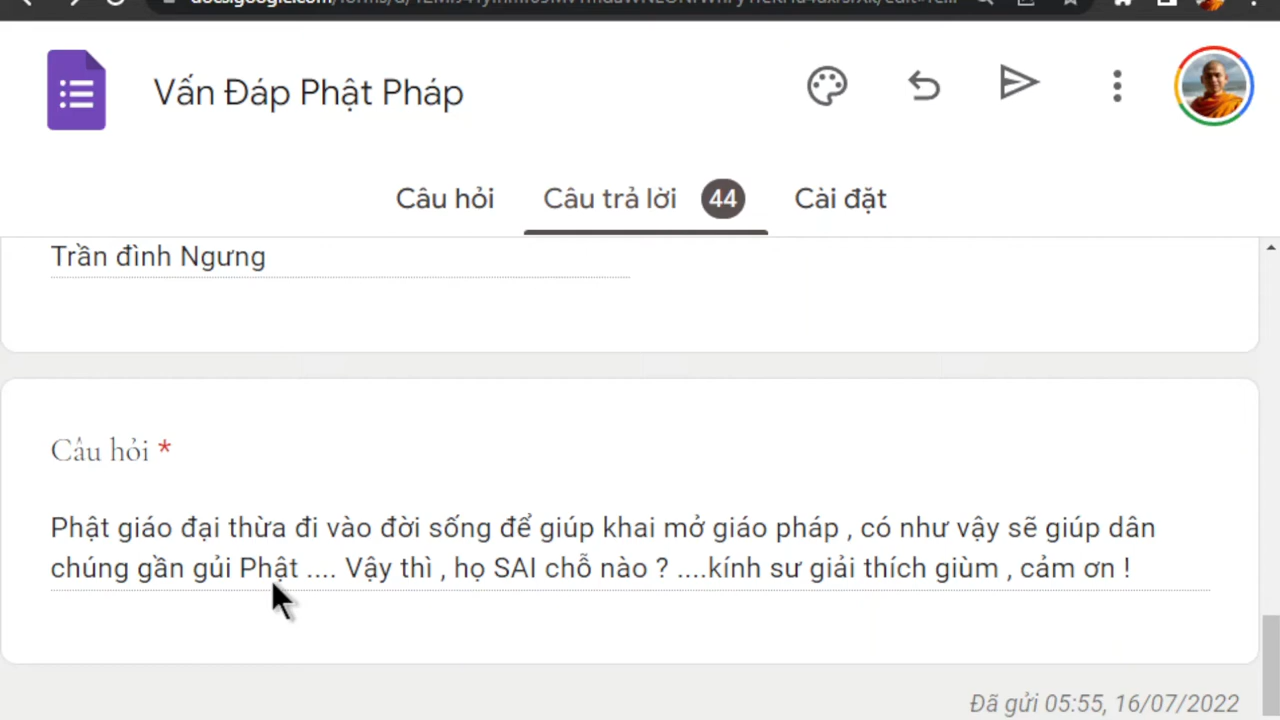 Vấn Đáp Phật Pháp
Câu hỏi
Câu trả lời
44
Cài đặt
Trần đình Ngưng
Câu hỏi *
Phật giáo đại thừa đi vào đời sống để giúp khai mở giáo pháp , có như vậy sẽ giúp dân
chúng gần gủi Phật .... Vậy thì , họ SAI chỗ nào ? ....kính sư giải thích giùm , cảm ơn !
Đã gửi 05:55, 16/07/2022